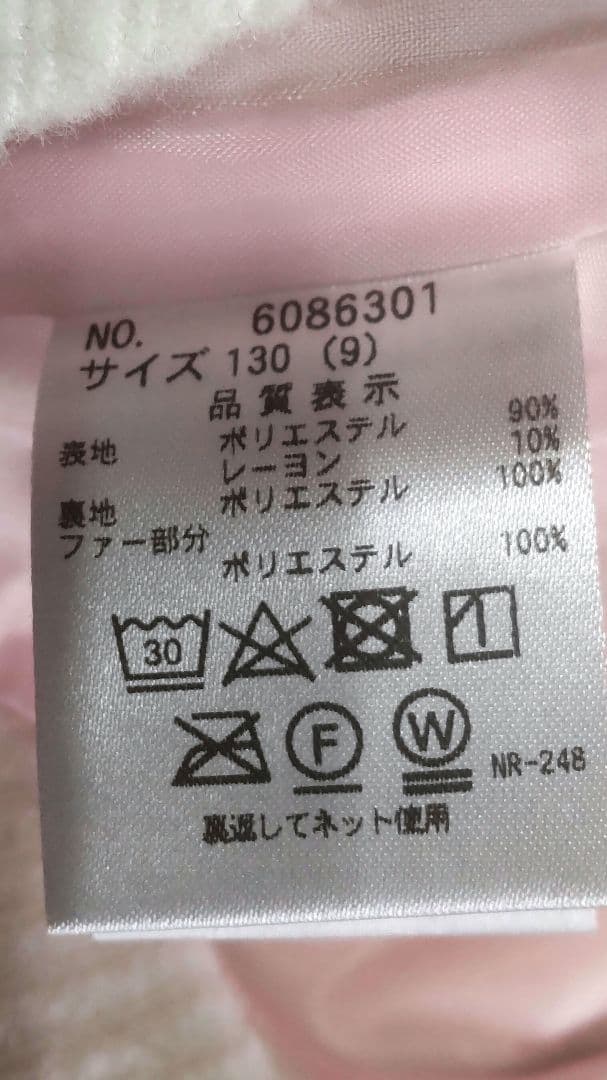 NO. 6086301
サイズ 130 (9)
品質表示
表地 ポリエステル 90%
レーヨン 10%
裏地 ポリエステル 100%
ファー部分
ポリエステル 100%
30
F W NR-248
裏返してネット使用